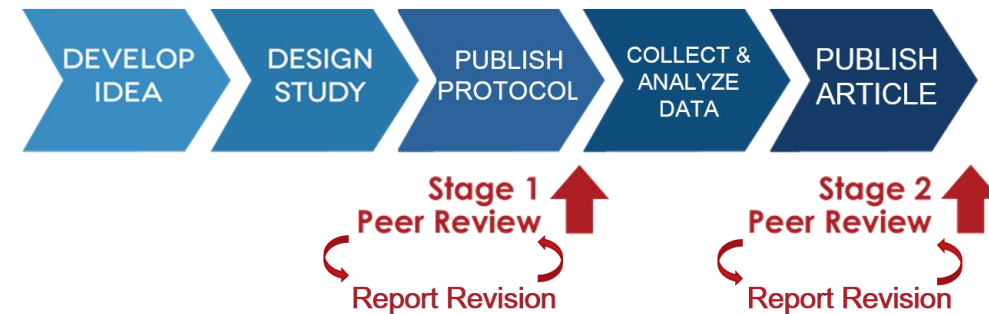 DEVELOP
IDEA
DESIGN
STUDY
PUBLISH
PROTOCOL
COLLECT &
ANALYZE
DATA
PUBLISH
ARTICLE
Stage 1
Peer Review
Report Revision
Stage 2
Peer Review
Report Revision